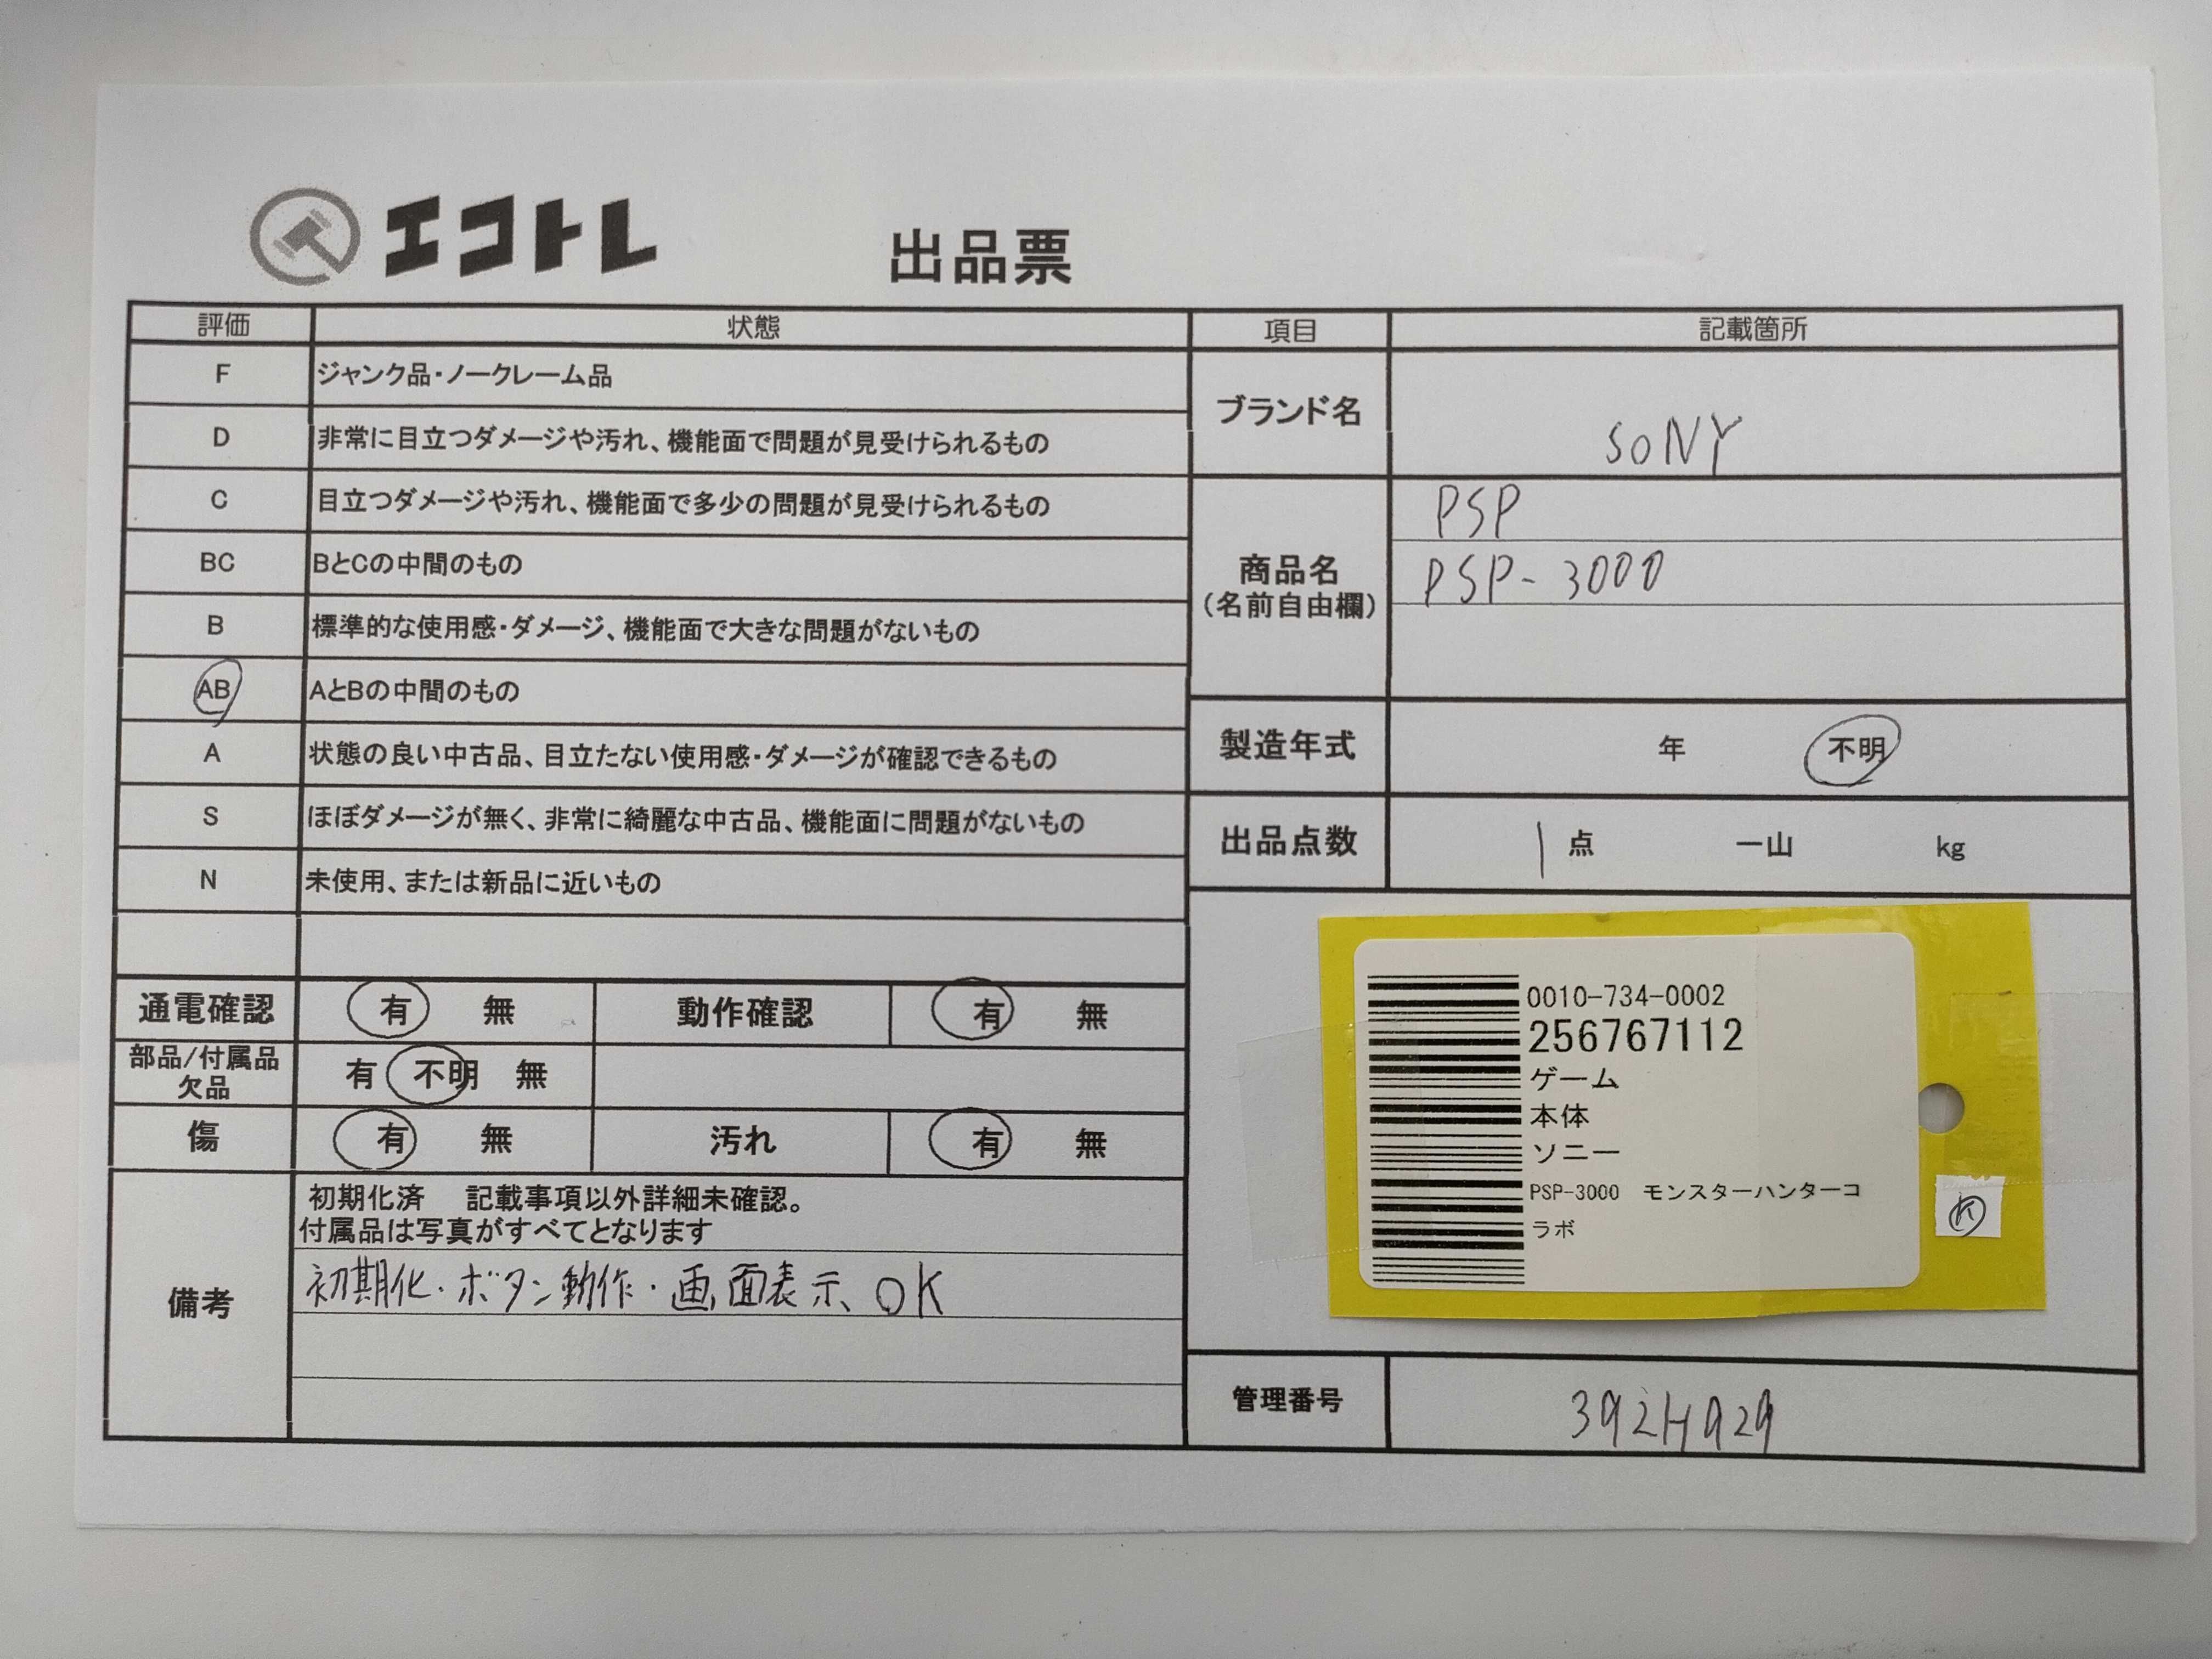 エコトレ
出品票
評価 状態
F ジャンク品・ノークレーム品
D 非常に目立つダメージや汚れ、機能面で問題が見受けられるもの
C 目立つダメージや汚れ、機能面で多少の問題が見受けられるもの
BC BとCの中間のもの
B 標準的な使用感・ダメージ、機能面で大きな問題がないもの
AB AとBの中間のもの
A 状態の良い中古品、目立たない使用感・ダメージが確認できるもの
S ほぼダメージが無く、非常に綺麗な中古品、機能面に問題がないもの
N 未使用、または新品に近いもの
通電確認 有 無 動作確認 有 無
部品/付属品
欠品
有 不明 無
傷 有 無 汚れ 有 無
備考
初期化済 記載事項以外詳細未確認。
付属品は写真がすべてとなります
初期化・ボタン動作・画面表示、OK
項目 記載箇所
ブランド名 SONY
商品名
(名前自由欄)
PSP
PSP-3000
製造年式 年 不明
出品点数 1 点 一山 kg
0010-734-0002
256767112
ゲーム
本体
ソニー
PSP-3000 モンスターハンターコ
ラボ
K
管理番号 392H929